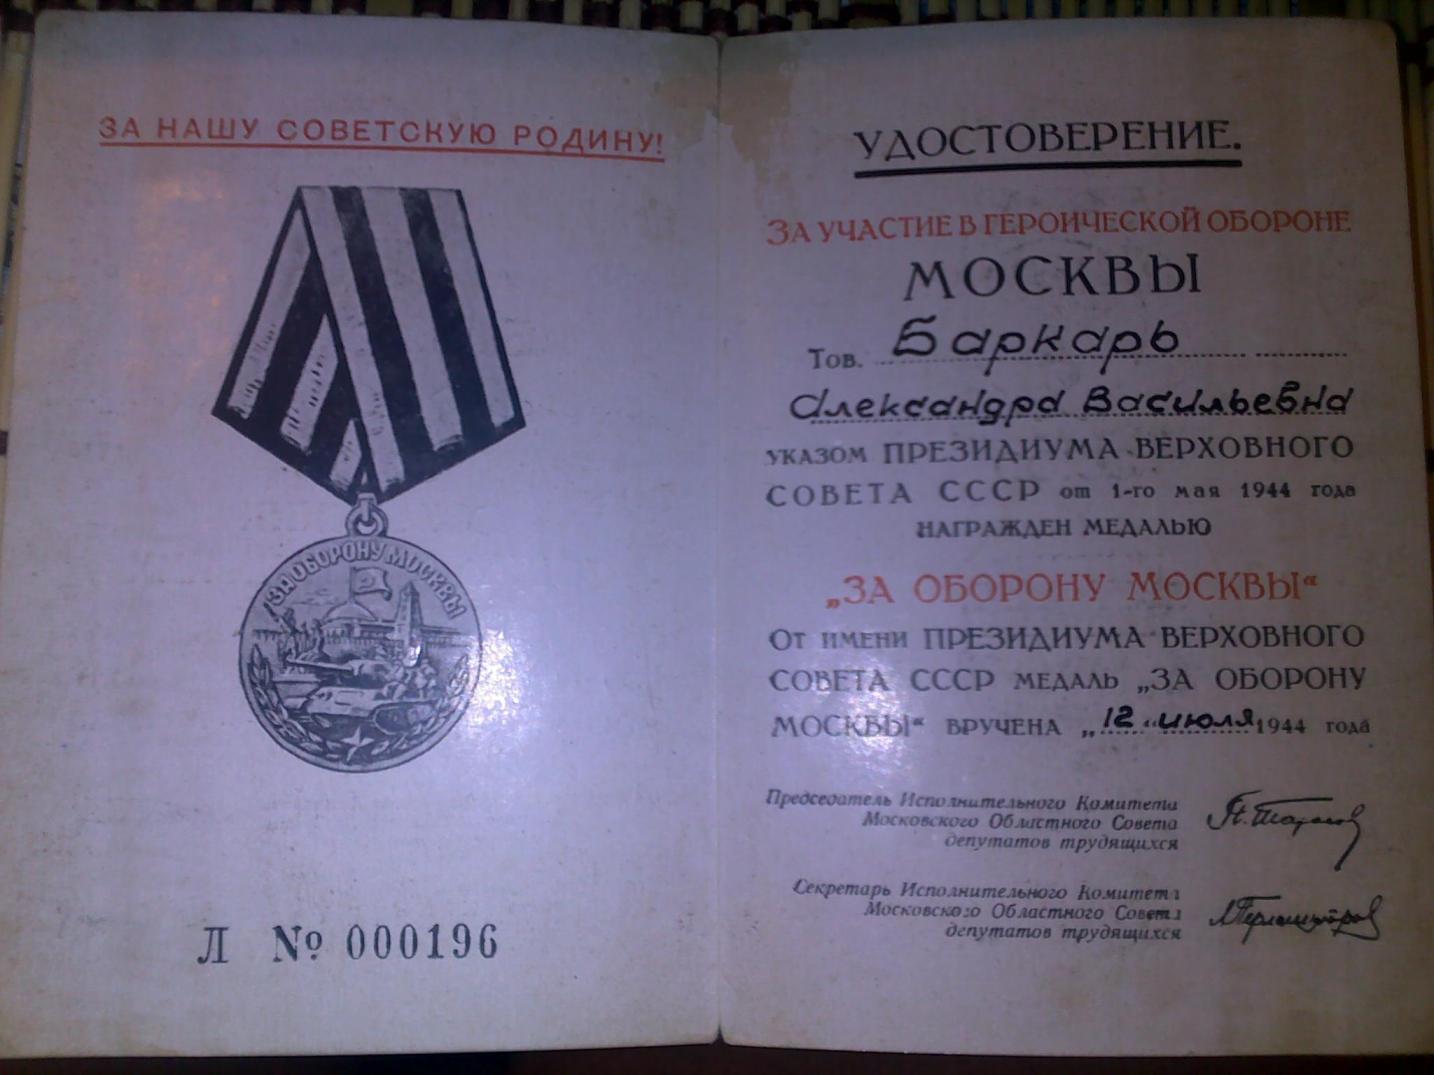 ЗА НАШУ СОВЕТСКУЮ РОДИНУ!
ЗА ОБОРОНУ МОСКВЫ
Л № 000196
УДОСТОВЕРЕНИЕ.
ЗА УЧАСТИЕ В ГЕРОИЧЕСКОЙ ОБОРОНЕ
МОСКВЫ
Тов. Баркарь
Александра Васильевна
УКАЗОМ ПРЕЗИДИУМА ВЕРХОВНОГО
СОВЕТА СССР от 1-го мая 1944 года
НАГРАЖДЕН МЕДАЛЬЮ
„ЗА ОБОРОНУ МОСКВЫ“
От имени ПРЕЗИДИУМА ВЕРХОВНОГО
СОВЕТА СССР МЕДАЛЬ „ЗА ОБОРОНУ
МОСКВЫ“ ВРУЧЕНА „12“ июля 1944 года
Председатель Исполнительного Комитета
Московского Областного Совета
депутатов трудящихся
Секретарь Исполнительного Комитета
Московского Областного Совета
депутатов трудящихся